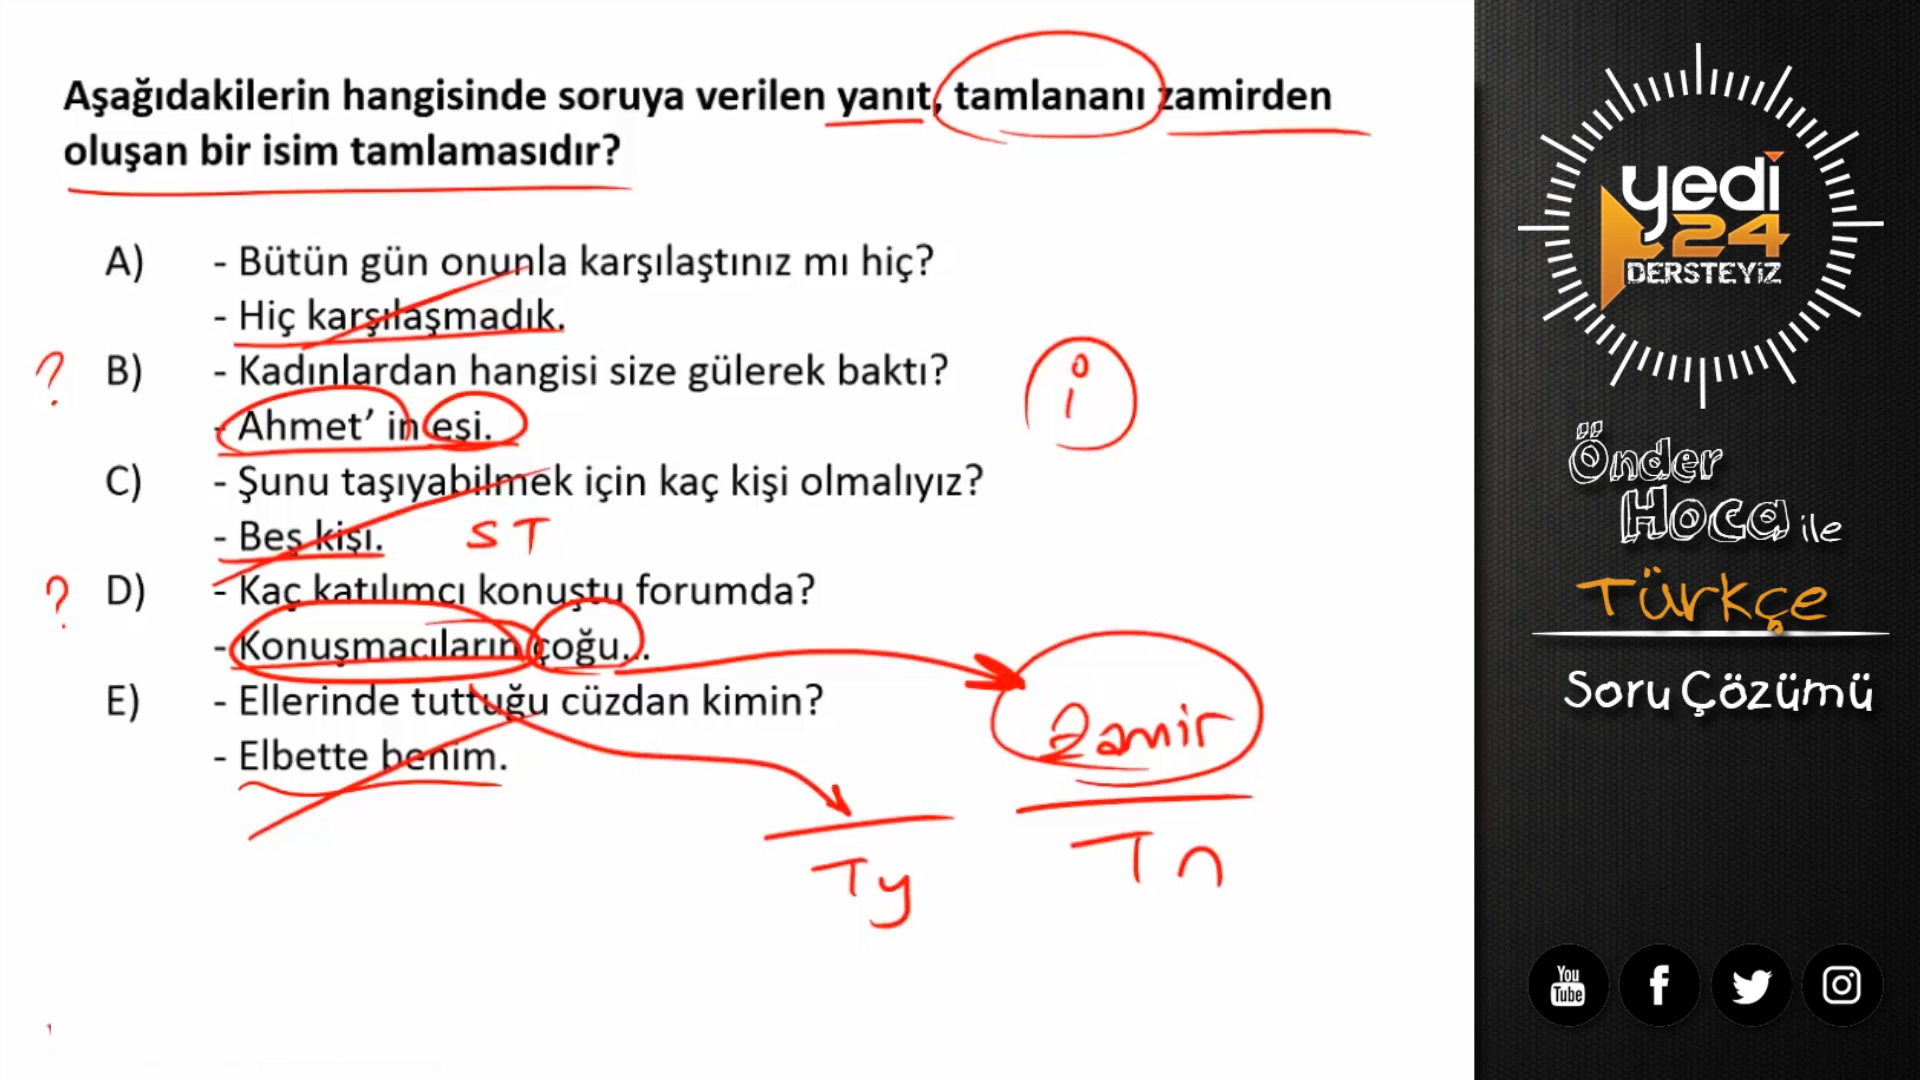 Aşağıdakilerin hangisinde soruya verilen yanıt, tamlananı zamirden
oluşan bir isim tamlamasıdır?
A) - Bütün gün onunla karşılaştınız mı hiç?
- Hiç karşılaşmadık.
? B) - Kadınlardan hangisi size gülerek baktı?
- Ahmet' in eşi.
i
C) - Şunu taşıyabilmek için kaç kişi olmalıyız?
- Beş kişi. ST
? D) - Kaç katılımcı konuştu forumda?
- Konuşmacıların çoğu...
E) - Ellerinde tuttuğu cüzdan kimin?
- Elbette benim.
Zamir
Ty
Tn
yedi
24
DERSTEYİZ
Önder
Hoca ile
Türkçe
Soru Çözümü
You
Tube